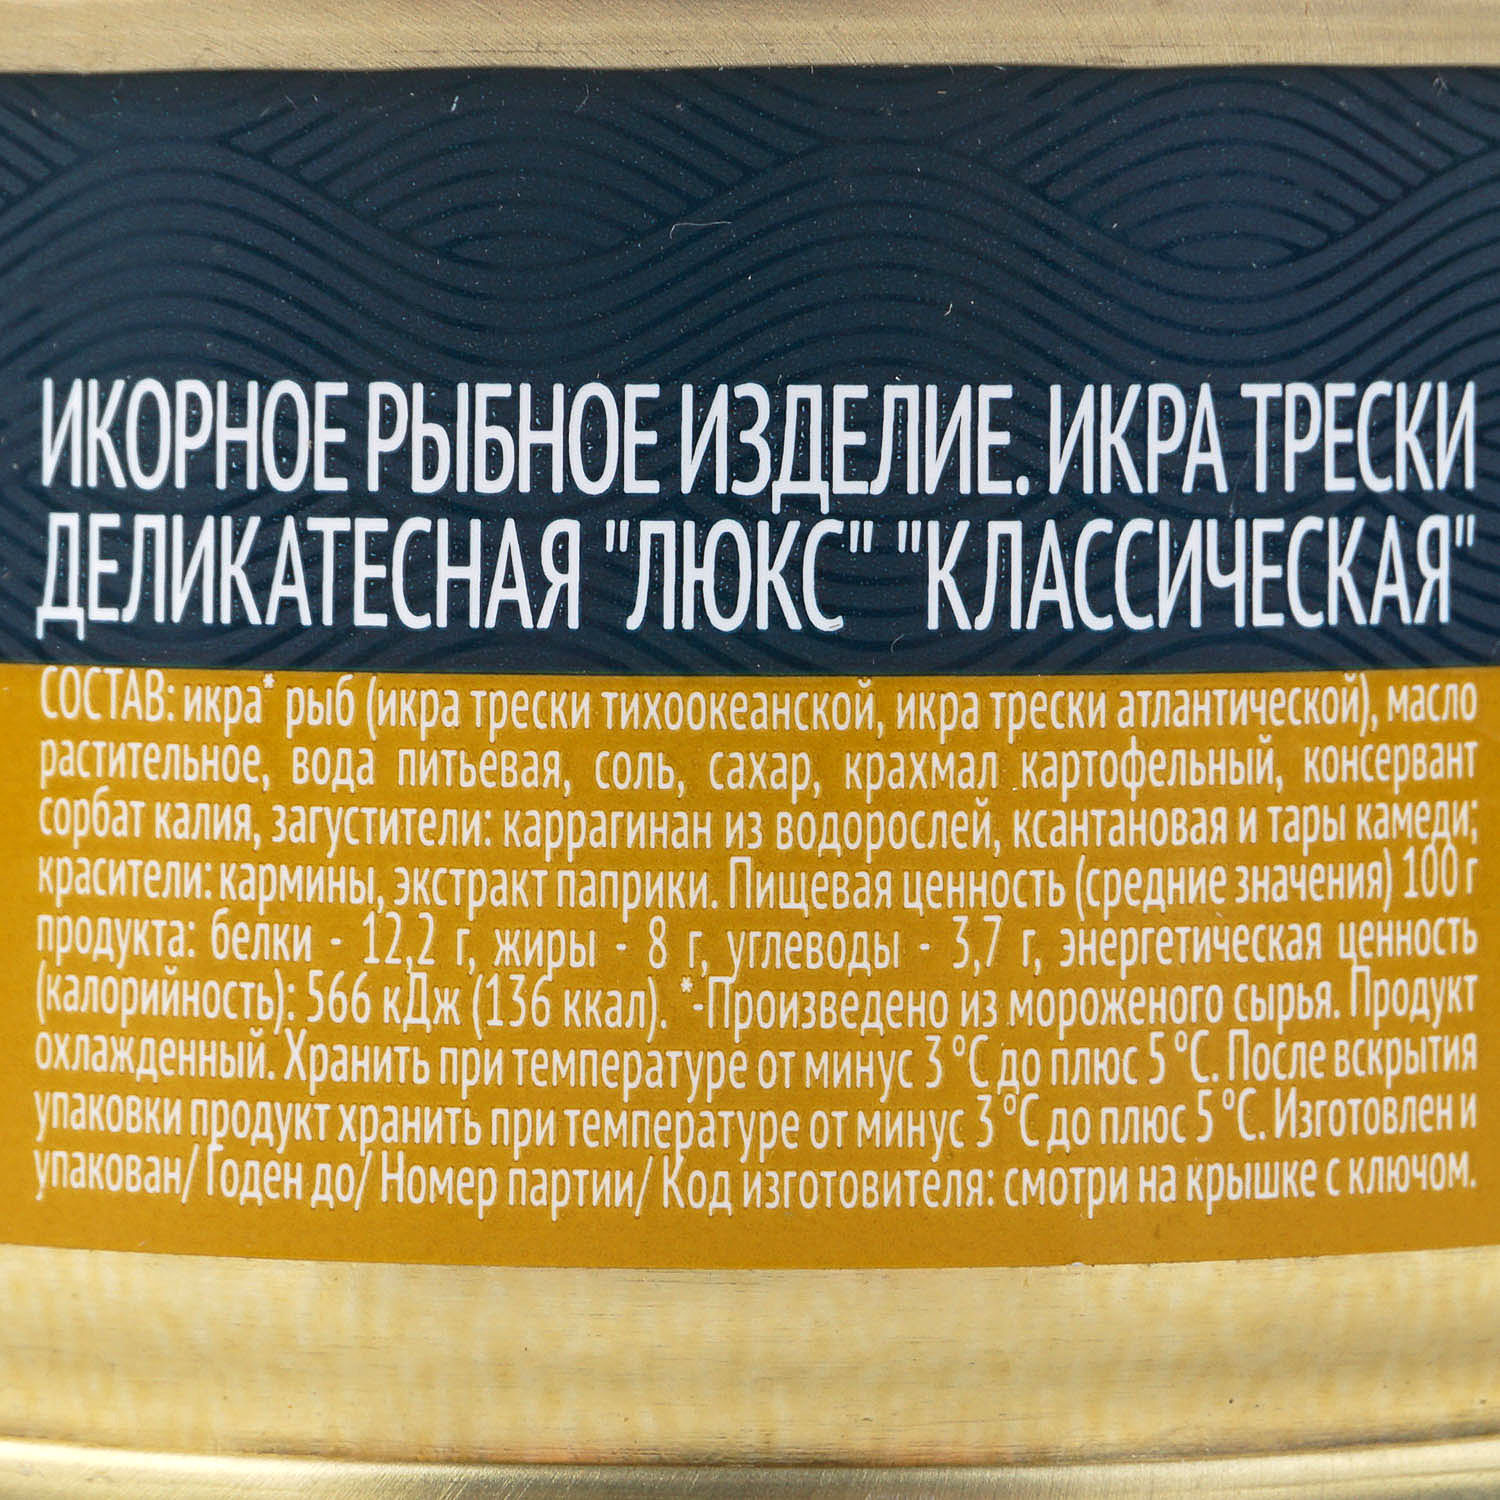 ИКОРНОЕ РЫБНОЕ ИЗДЕЛИЕ. ИКРА ТРЕСКИ
ДЕЛИКАТЕСНАЯ "ЛЮКС" "КЛАССИЧЕСКАЯ"
СОСТАВ: икра* рыб (икра трески тихоокеанской, икра трески атлантической), масло
растительное, вода питьевая, соль, сахар, крахмал картофельный, консервант
сорбат калия, загустители: каррагинан из водорослей, ксантановая и тары камеди;
красители: кармины, экстракт паприки. Пищевая ценность (средние значения) 100 г
продукта: белки - 12,2 г, жиры - 8 г, углеводы - 3,7 г, энергетическая ценность
(калорийность): 566 кДж (136 ккал). *-Произведено из мороженого сырья. Продукт
охлажденный. Хранить при температуре от минус 3 °С до плюс 5 °С. После вскрытия
упаковки продукт хранить при температуре от минус 3 °С до плюс 5 °С. Изготовлен и
упакован/ Годен до/ Номер партии/ Код изготовителя: смотри на крышке с ключом.